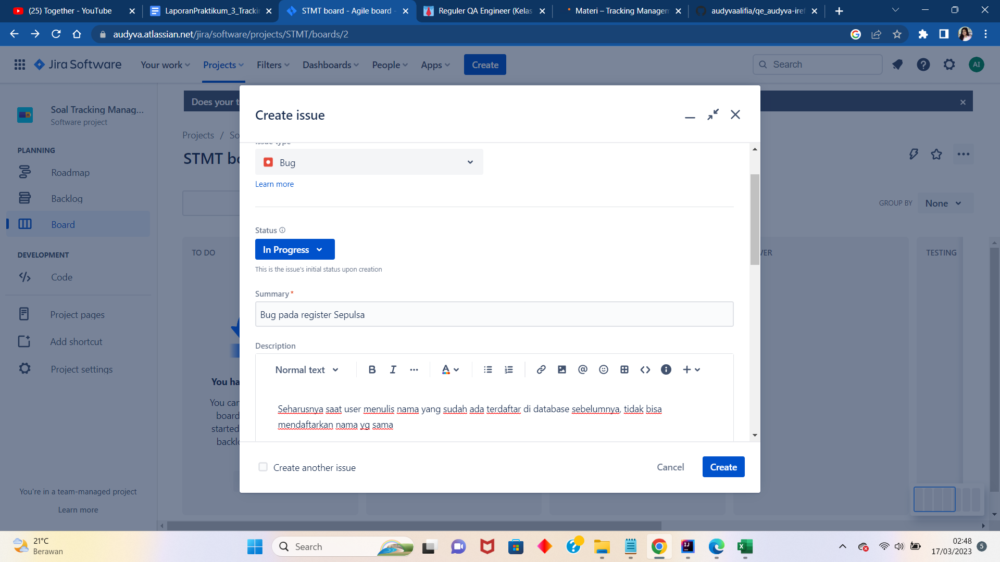 (25) Together - YouTube
LaporanPraktikum_3_Trackin
STMT board - Agile board -
Reguler QA Engineer (Kelas
Materi – Tracking Managem
audyvaalifia/qe_audyva-iref
audyva.atlassian.net/jira/software/projects/STMT/boards/2
Jira Software
Your work
Projects
Filters
Dashboards
People
Apps
Create
Search
AI
Soal Tracking Manag...
Software project
Does your t
Projects / So
STMT bo
PLANNING
Roadmap
Backlog
Board
DEVELOPMENT
Code
Project pages
Add shortcut
Project settings
You're in a team-managed project
Learn more
GROUP BY
None
TO DO
VER
TESTING
You ha
You can
board
started
backlo
Create issue
Issue type
Bug
Learn more
Status
In Progress
This is the issue's initial status upon creation
Summary*
Bug pada register Sepulsa
Description
Normal text
Seharusnya saat user menulis nama yang sudah ada terdaftar di database sebelumnya, tidak bisa
mendaftarkan nama yg sama
Create another issue
Cancel
Create
21°C
Berawan
Search
02:48
17/03/2023
5